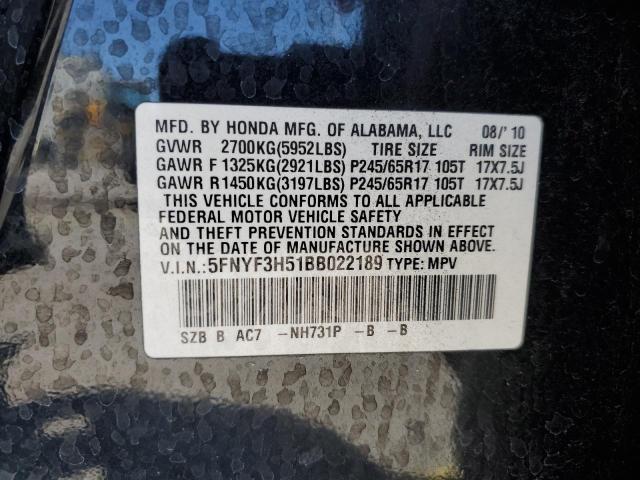 MFD. BY HONDA MFG. OF ALABAMA, LLC 08/'10
GVWR 2700KG(5952LBS) TIRE SIZE RIM SIZE
GAWR F 1325KG(2921LBS) P245/65R17 105T 17X7.5J
GAWR R 1450KG(3197LBS) P245/65R17 105T 17X7.5J
THIS VEHICLE CONFORMS TO ALL APPLICABLE
FEDERAL MOTOR VEHICLE SAFETY
AND THEFT PREVENTION STANDARDS IN EFFECT
ON THE DATE OF MANUFACTURE SHOWN ABOVE.
V.I.N.:5FNYF3H51BB022189 TYPE: MPV
SZB B AC7 -NH731P -B -B